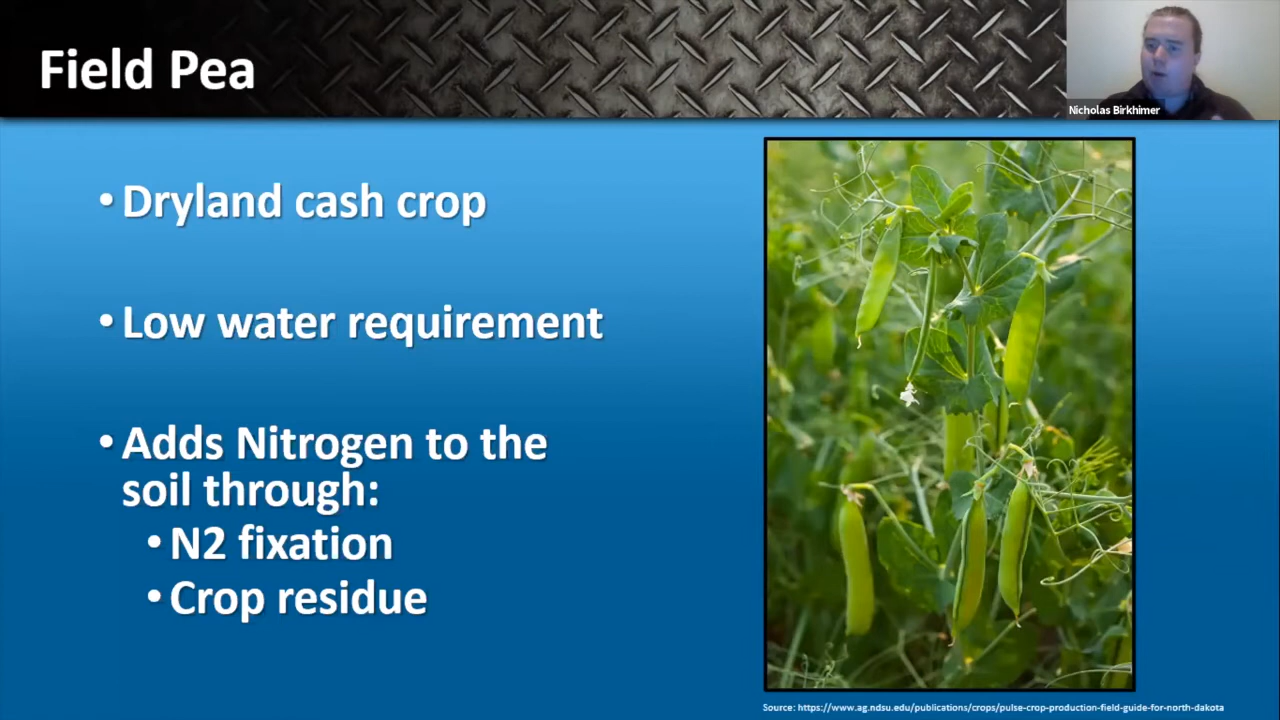 Field Pea
Nicholas Birkhimer
• Dryland cash crop
• Low water requirement
• Adds Nitrogen to the
soil through:
• N2 fixation
• Crop residue
Source: https://www.ag.ndsu.edu/publications/crops/pulse-crop-production-field-guide-for-north-dakota